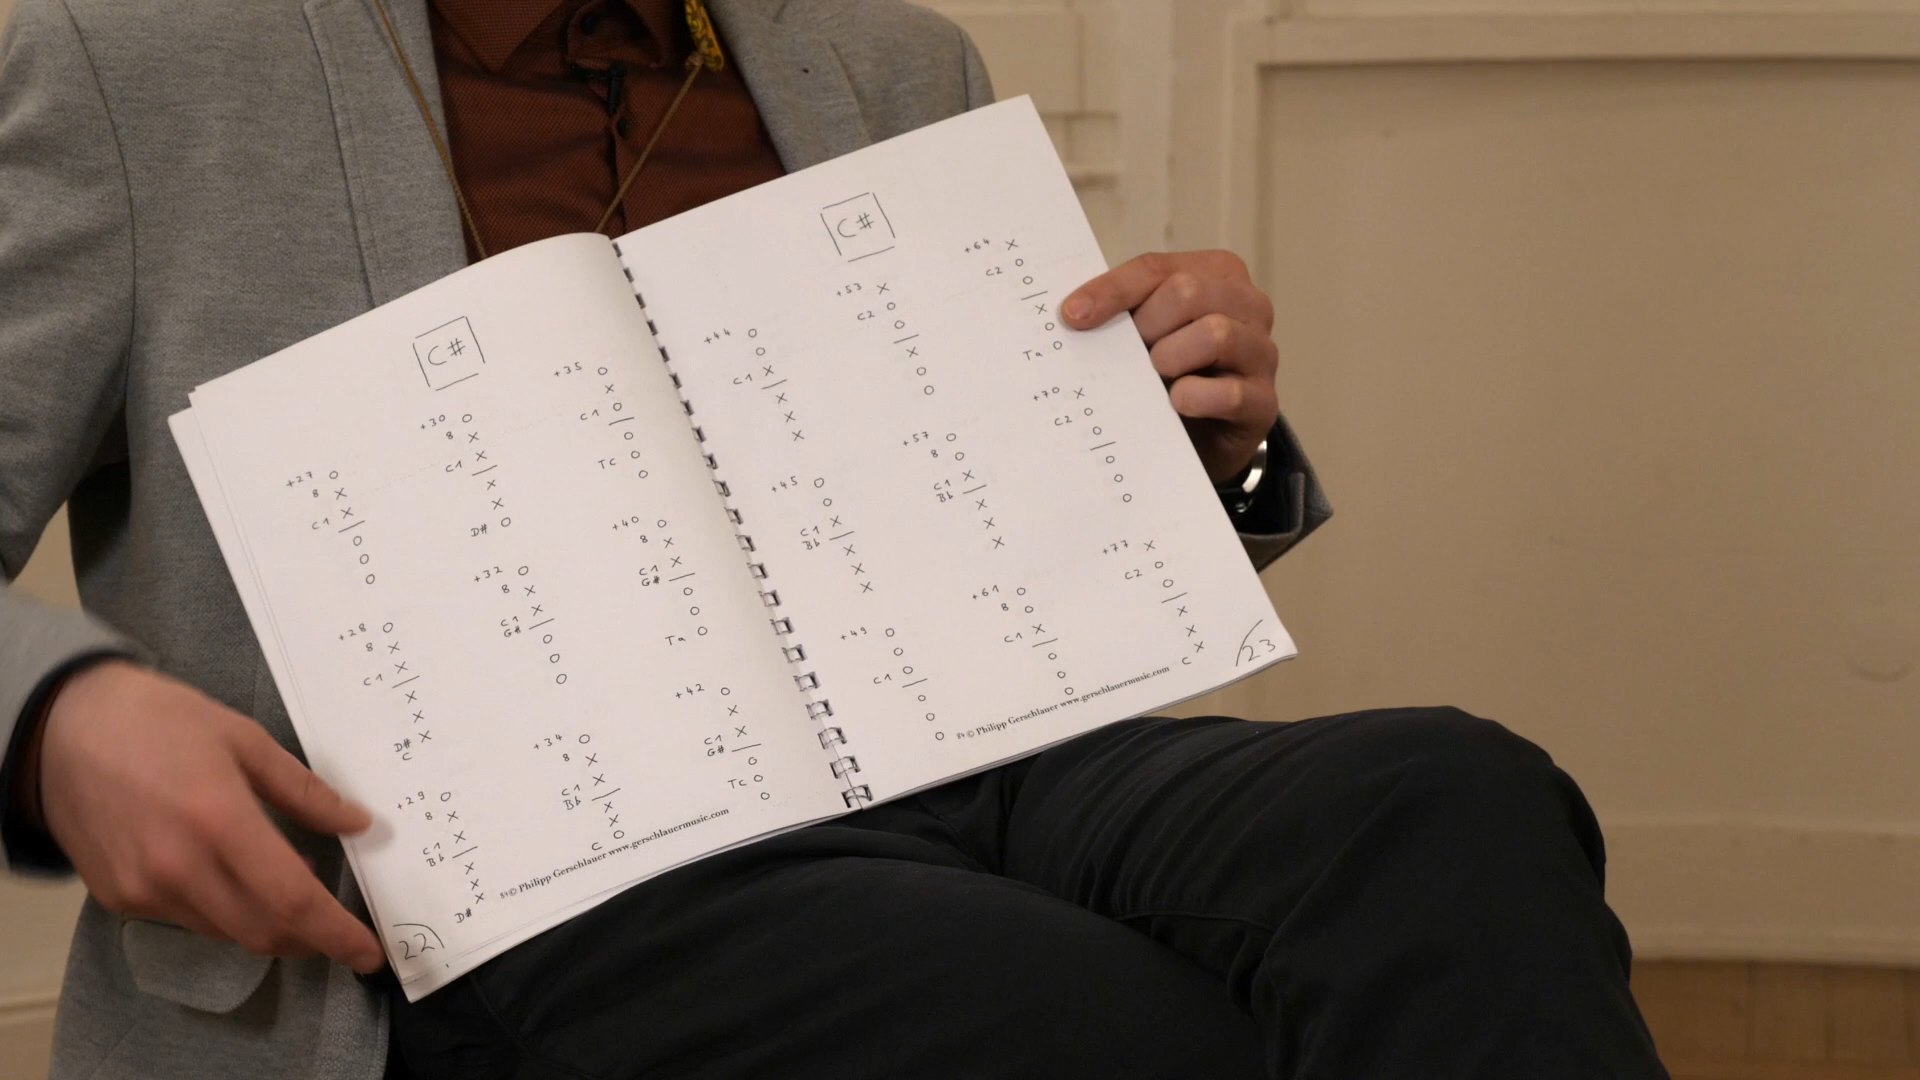 C#
+27 O
8 X
C1 X
O
O
O
+28 O
8 X
C1 X
X
X
D# X
C
+29 O
8 X
C1 X
Bb
X
X
D# X
+30 O
8 X
C1 X
X
X
D# O
+32 O
8 X
C1 X
G#
O
O
O
+34 O
8 X
C1 X
Bb
X
X
C O
+35 O
X
C1 O
O
TC O
O
+40 O
8 X
C1 X
G#
O
O
Ta O
+42 O
X
C1 X
G#
O
TC O
O
© Philipp Gerschlauer www.gerschlauermusic.com
22
C#
+44 O
O
C1 X
X
X
X
+45 O
O
C1 X
Bb
X
X
X
+49 O
O
C1 O
O
O
O
+53 X
C2 O
O
X
O
O
+57 O
8 O
C1 X
Bb
X
X
X
+61 O
8 O
C1 X
O
O
O
+64 X
C2 O
O
X
O
Ta O
+70 X
C2 O
O
O
O
O
+77 X
C2 O
O
X
X
C X
© Philipp Gerschlauer www.gerschlauermusic.com
23